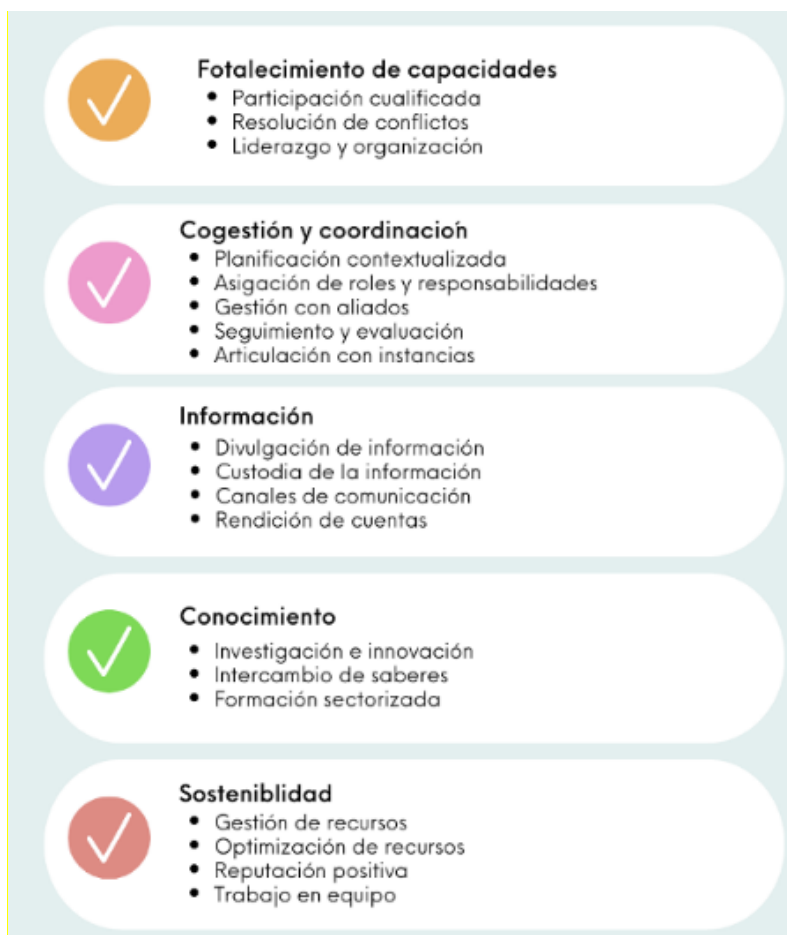 Fotalecimiento de capacidades
• Participación cualificada
• Resolución de conflictos
• Liderazgo y organización
Cogestión y coordinación
• Planificación contextualizada
• Asigación de roles y responsabilidades
• Gestión con aliados
• Seguimiento y evaluación
• Articulación con instancias
Información
• Divulgación de información
• Custodia de la información
• Canales de comunicación
• Rendición de cuentas
Conocimiento
• Investigación e innovación
• Intercambio de saberes
• Formación sectorizada
Josteniblidad
• Gestión de recursos
• Optimización de recursos
• Reputación positiva
• Trabajo en equipo